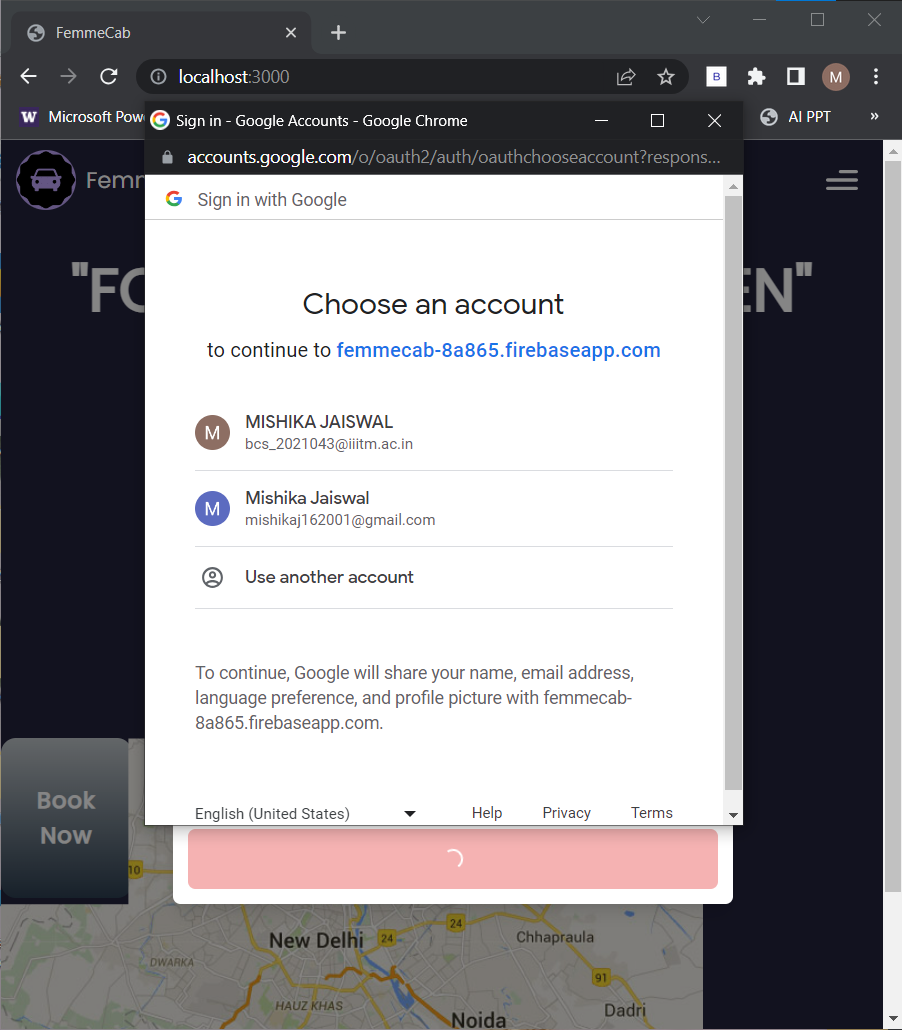 FemmeCab
localhost:3000
M
W Microsoft Pow
AI PPT
»
Sign in - Google Accounts - Google Chrome
accounts.google.com/o/oauth2/auth/oauthchooseaccount?respons...
G Sign in with Google
Choose an account
to continue to femmecab-8a865.firebaseapp.com
M
MISHIKA JAISWAL
bcs_2021043@iiitm.ac.in
M
Mishika Jaiswal
mishikaj162001@gmail.com
Use another account
To continue, Google will share your name, email address,
language preference, and profile picture with femmecab-
8a865.firebaseapp.com.
English (United States)
Help Privacy Terms
B
Femm
"FO
EN"
Book
Now
10
New Delhi
24
24
Chhapraula
DWARKA
91
HAUZ KHAS
Noida
Dadri